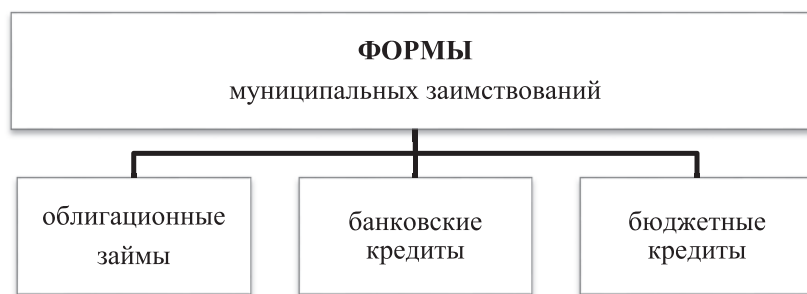 ФОРМЫ
муниципальных заимствований
облигационные
займы
банковские
кредиты
бюджетные
кредиты